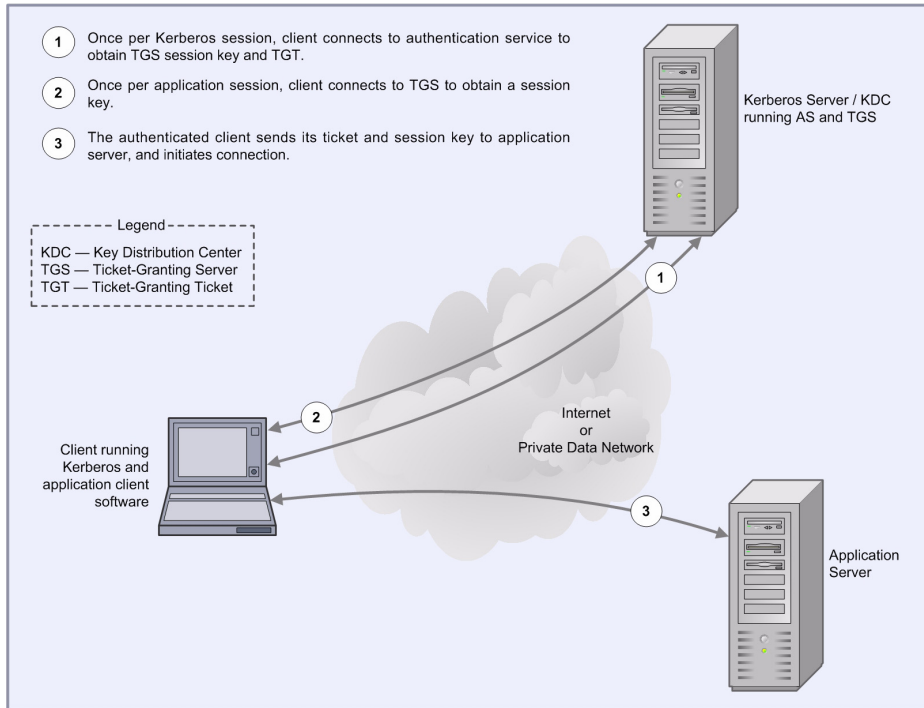 1 Once per Kerberos session, client connects to authentication service to
obtain TGS session key and TGT.
2 Once per application session, client connects to TGS to obtain a session
key.
3 The authenticated client sends its ticket and session key to application
server, and initiates connection.
Kerberos Server / KDC
running AS and TGS
Legend
KDC — Key Distribution Center
TGS — Ticket-Granting Server
TGT — Ticket-Granting Ticket
1
2
Internet
or
Private Data Network
Client running
Kerberos and
application client
software
3
Application
Server